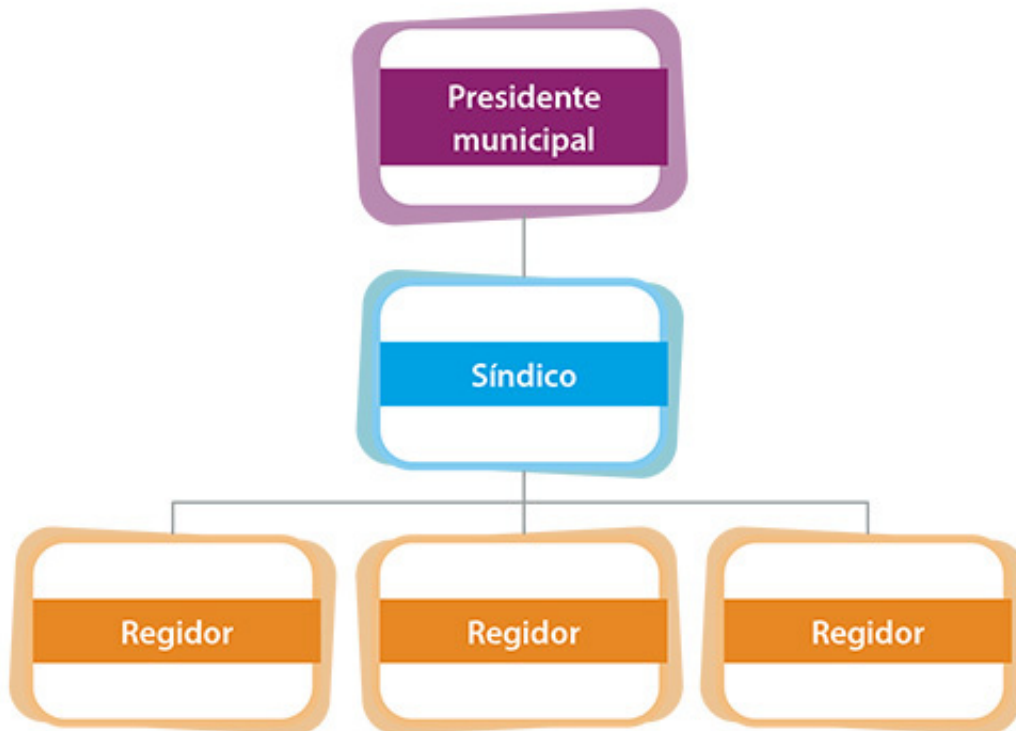 Presidente
municipal
Síndico
Regidor
Regidor
Regidor